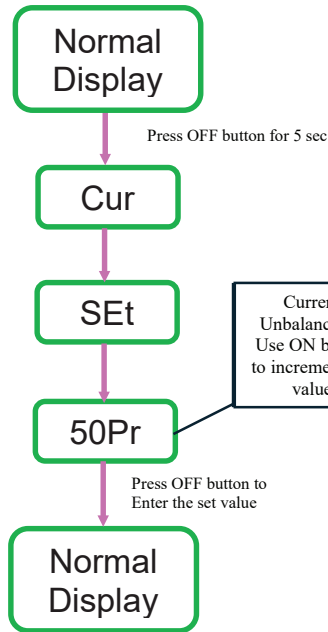 Normal
Display
Press OFF button for 5 sec
Cur
SEt
Unbalanc
Use ON b
to increme
value
50Pr
Press OFF button to
Enter the set value
Normal
Display